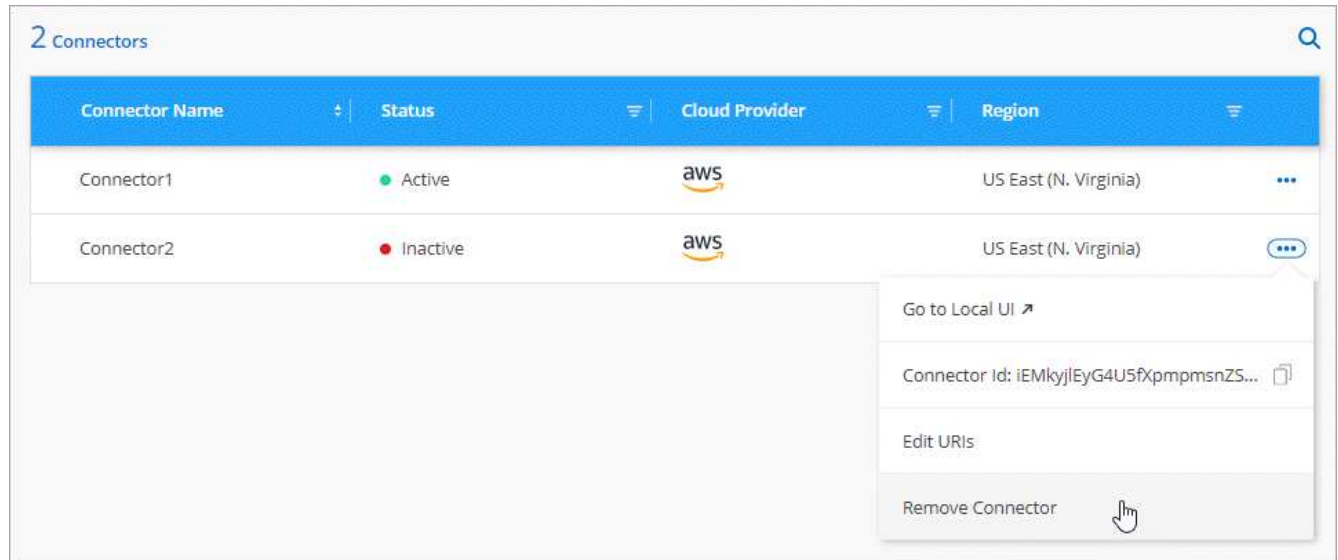 2 Connectors
Connector Name Status Cloud Provider Region
Connector1 Active aws US East (N. Virginia)
Connector2 Inactive aws US East (N. Virginia)
Go to Local UI
Connector Id: iEMkyjlEyG4U5fXpmpmsnZS...
Edit URIs
Remove Connector